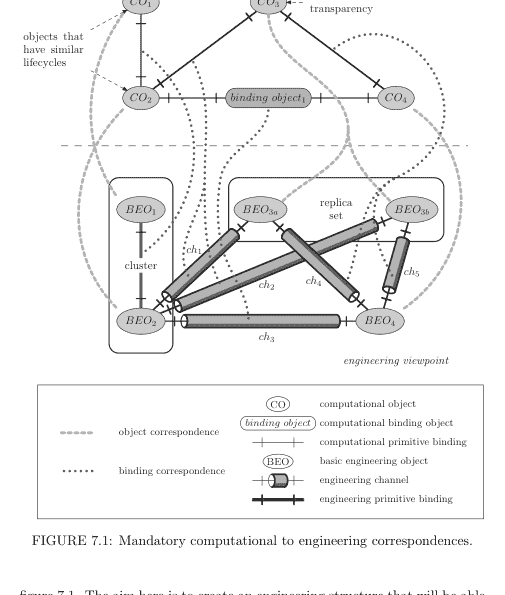 CO1
CO3
transparency
objects that
have similar
lifecycles
CO2
binding object1
CO4
BEO1
BEO3a
replica
set
BEO3b
ch1
cluster
ch2
ch4
ch5
BEO2
ch3
BEO4
engineering viewpoint
CO
computational object
binding object
computational binding object
object correspondence
computational primitive binding
BEO
basic engineering object
binding correspondence
engineering channel
engineering primitive binding
FIGURE 7.1: Mandatory computational to engineering correspondences.
figure 7.1. The aim here is to create an engineering structure that will be able